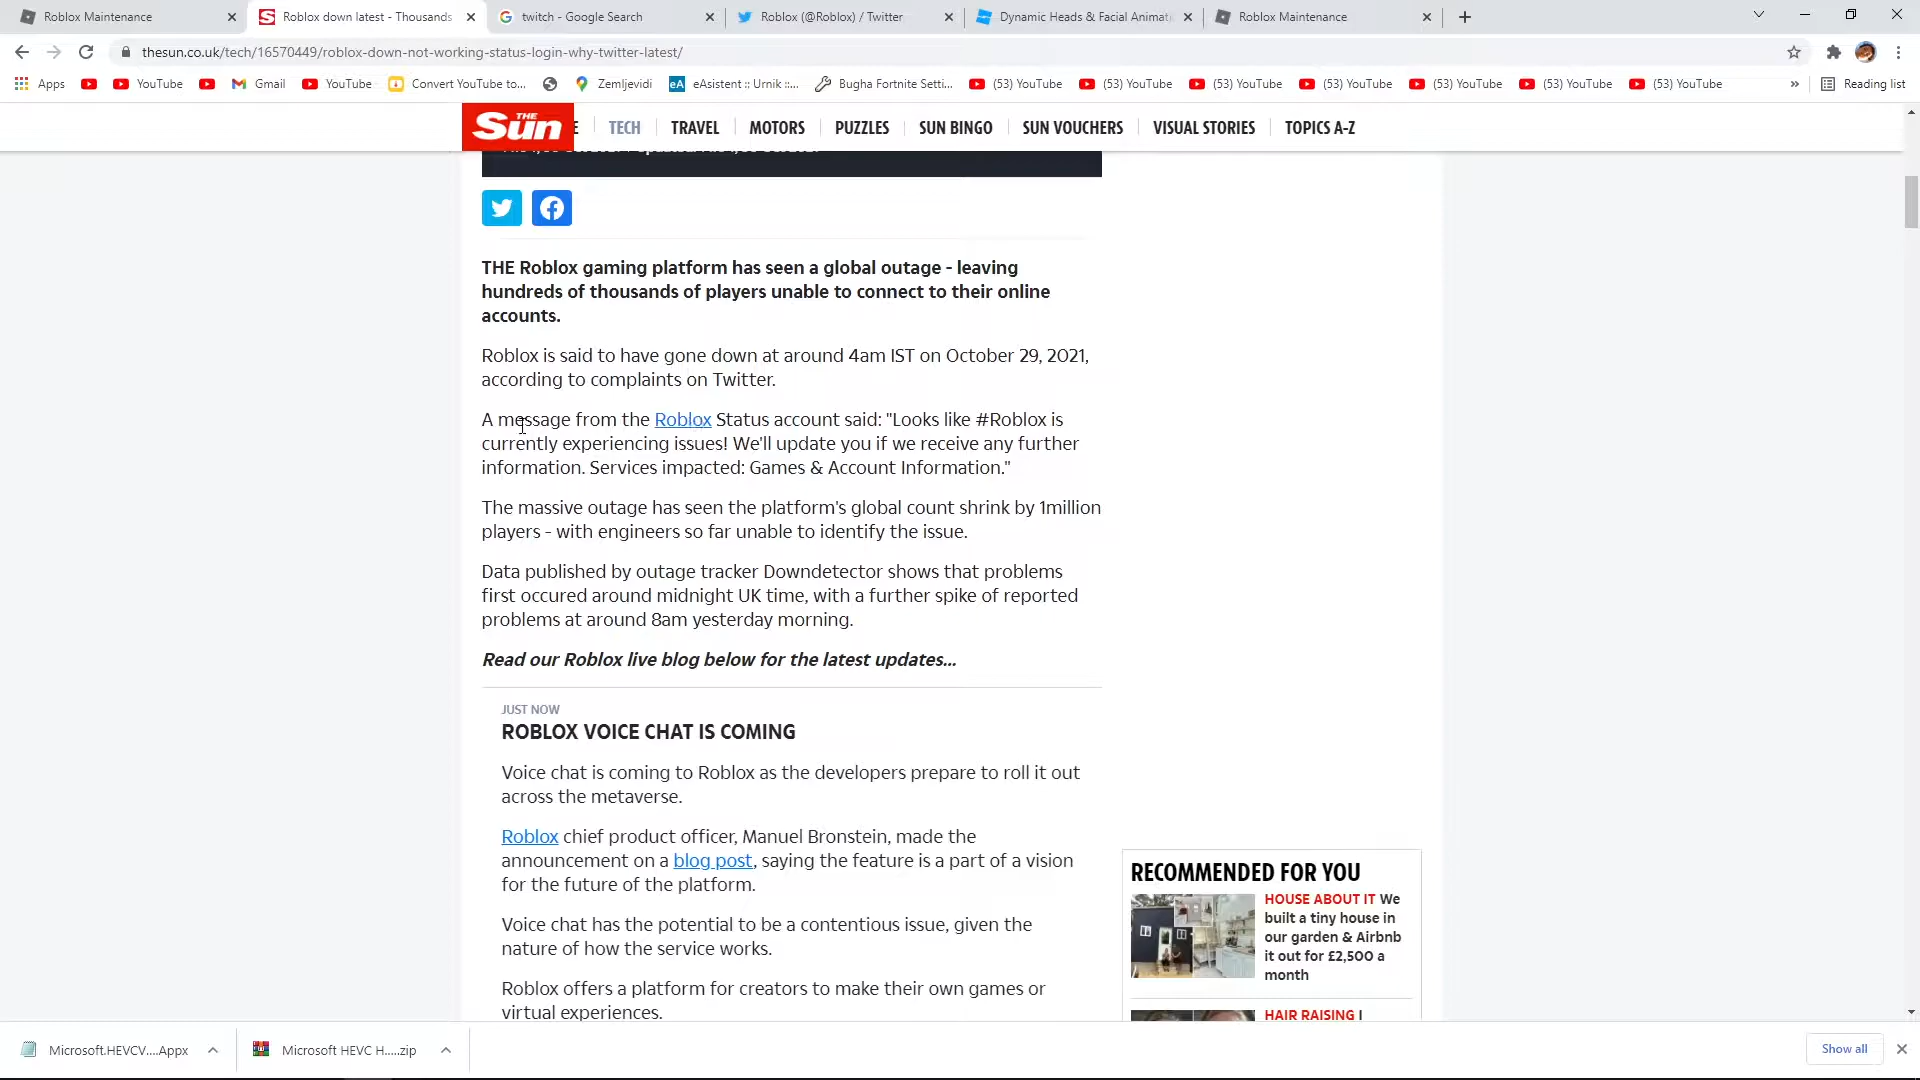 Roblox Maintenance
Roblox down latest - Thousands
twitch - Google Search
Roblox (@Roblox) / Twitter
Dynamic Heads & Facial Animati
Roblox Maintenance
thesun.co.uk/tech/16570449/roblox-down-not-working-status-login-why-twitter-latest/
Apps YouTube Gmail YouTube Convert YouTube to... Zemljevidi eA eAsistent :: Urnik ::... Bugha Fortnite Setti... (53) YouTube (53) YouTube (53) YouTube (53) YouTube (53) YouTube (53) YouTube (53) YouTube » Reading list
THE Sun E TECH TRAVEL MOTORS PUZZLES SUN BINGO SUN VOUCHERS VISUAL STORIES TOPICS A-Z
THE Roblox gaming platform has seen a global outage - leaving
hundreds of thousands of players unable to connect to their online
accounts.
Roblox is said to have gone down at around 4am IST on October 29, 2021,
according to complaints on Twitter.
A message from the Roblox Status account said: "Looks like #Roblox is
currently experiencing issues! We'll update you if we receive any further
information. Services impacted: Games & Account Information."
The massive outage has seen the platform's global count shrink by 1million
players - with engineers so far unable to identify the issue.
Data published by outage tracker Downdetector shows that problems
first occured around midnight UK time, with a further spike of reported
problems at around 8am yesterday morning.
Read our Roblox live blog below for the latest updates...
JUST NOW
ROBLOX VOICE CHAT IS COMING
Voice chat is coming to Roblox as the developers prepare to roll it out
across the metaverse.
Roblox chief product officer, Manuel Bronstein, made the
announcement on a blog post, saying the feature is a part of a vision
for the future of the platform.
Voice chat has the potential to be a contentious issue, given the
nature of how the service works.
Roblox offers a platform for creators to make their own games or
virtual experiences.
RECOMMENDED FOR YOU
HOUSE ABOUT IT We
built a tiny house in
our garden & Airbnb
it out for £2,500 a
month
HAIR RAISING I
Microsoft.HEVCV....Appx
Microsoft HEVC H.....zip
Show all